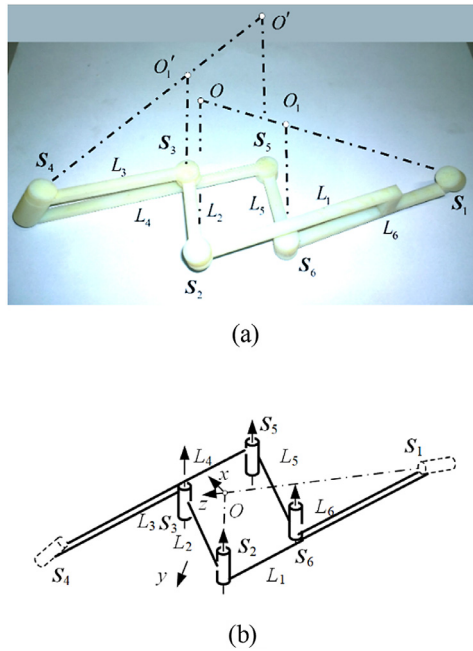 O'
O₁'
O
O₁
S₃
S₅
S₄
L₃
L₁
S₁
L₄
L₂
L₅
L₆
S₂
S₆
(a)
S₅
S₁
L₄
x
L₅
z
O
L₆
L₃
S₃
S₂
S₄
L₂
S₆
y
L₁
(b)